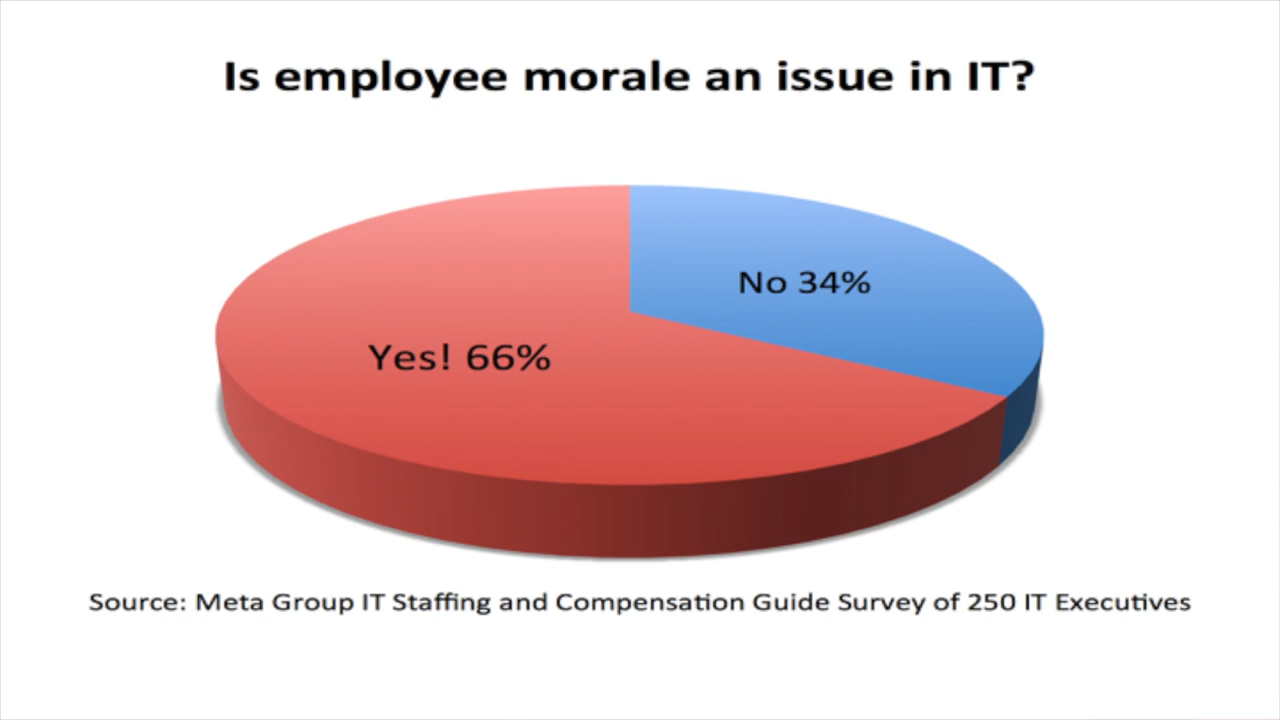 Is employee morale an issue in IT?
No 34%
Yes! 66%
Source: Meta Group IT Staffing and Compensation Guide Survey of 250 IT Executives